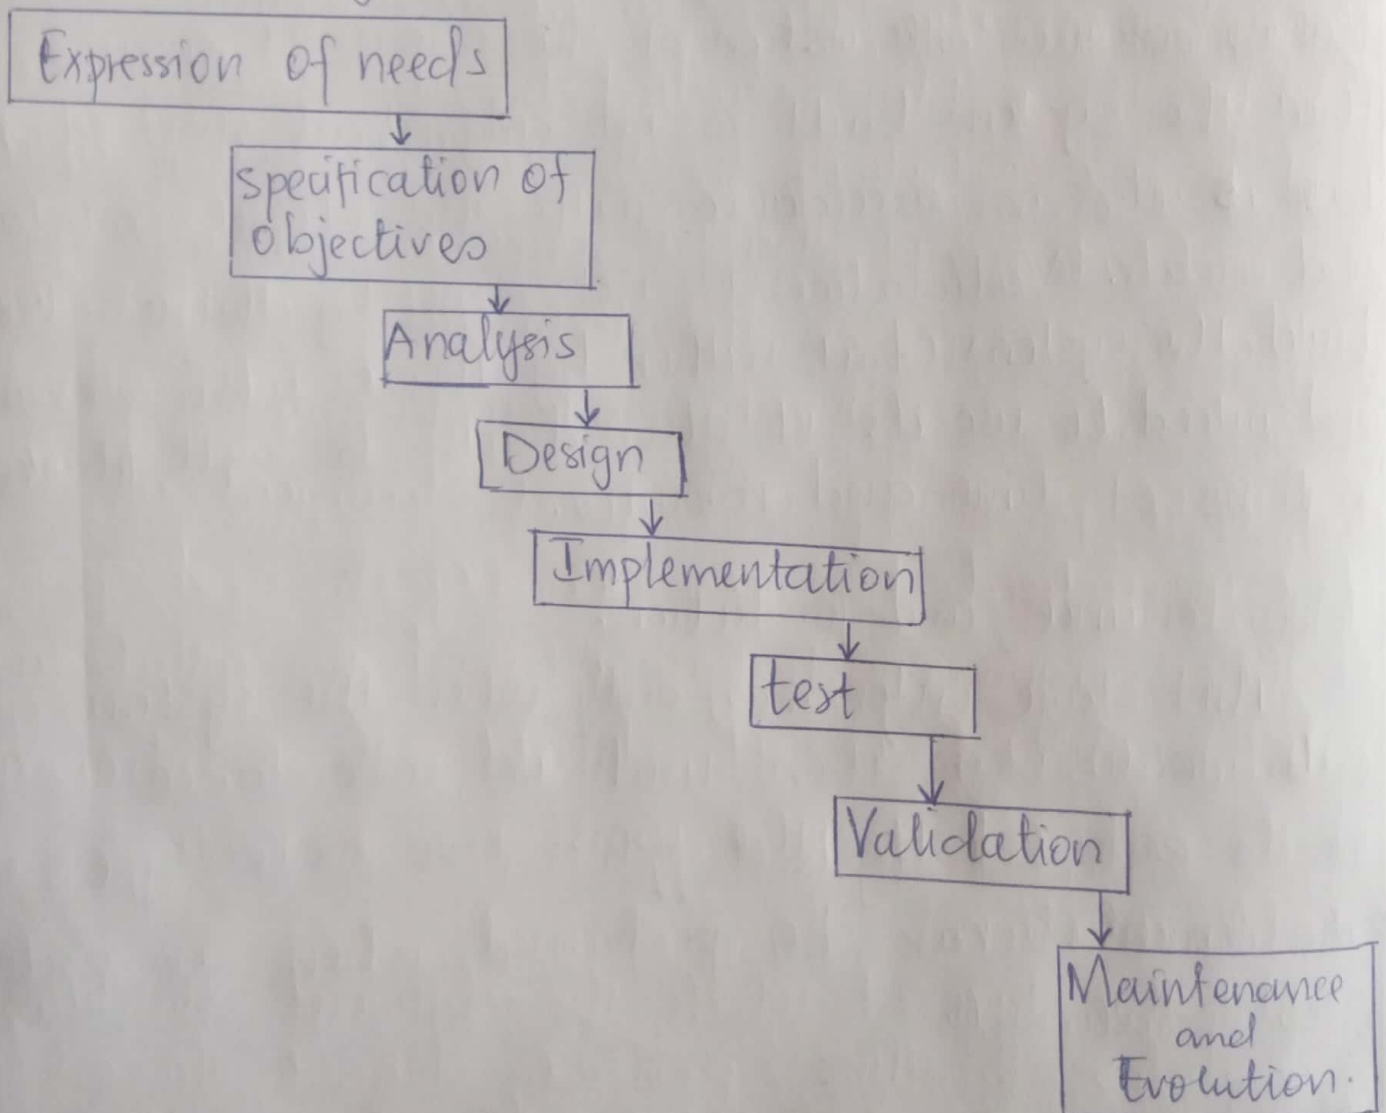 Expression of needs
specification of
objectives
Analysis
Design
Implementation
test
Validation
Maintenance
and
Evolution.